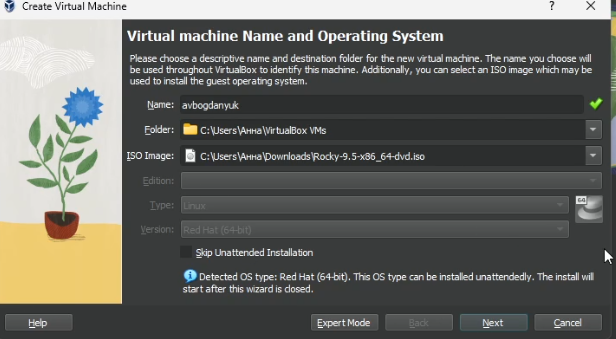 Create Virtual Machine
?
Virtual machine Name and Operating System
Please choose a descriptive name and destination folder for the new virtual machine. The name you choose will
be used throughout VirtualBox to identify this machine. Additionally, you can select an ISO image which may be
used to install the guest operating system.
Name: avbogdanyuk
Folder: C:\Users\Анна\VirtualBox VMs
ISO Image: C:\Users\Анна\Downloads\Rocky-9.5-x86_64-dvd.iso
Edition:
Type: Linux
64
Version: Red Hat (64-bit)
Skip Unattended Installation
Detected OS type: Red Hat (64-bit). This OS type can be installed unattendedly. The install will
start after this wizard is closed.
Help Expert Mode Back Next Cancel